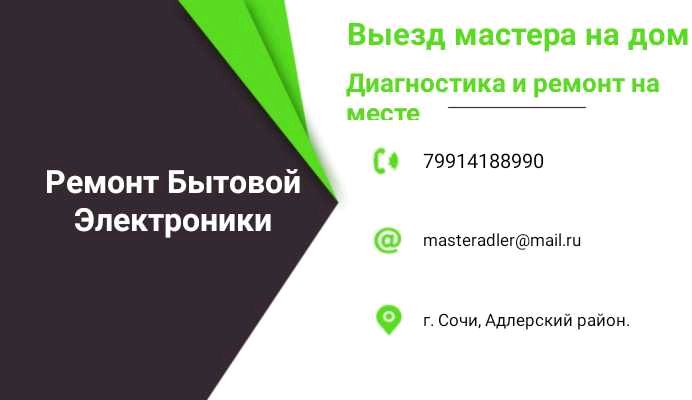 Выезд мастера на дом
Диагностика и ремонт на
месте
79914188990
Ремонт Бытовой
Электроники
masteradler@mail.ru
г. Сочи, Адлерский район.